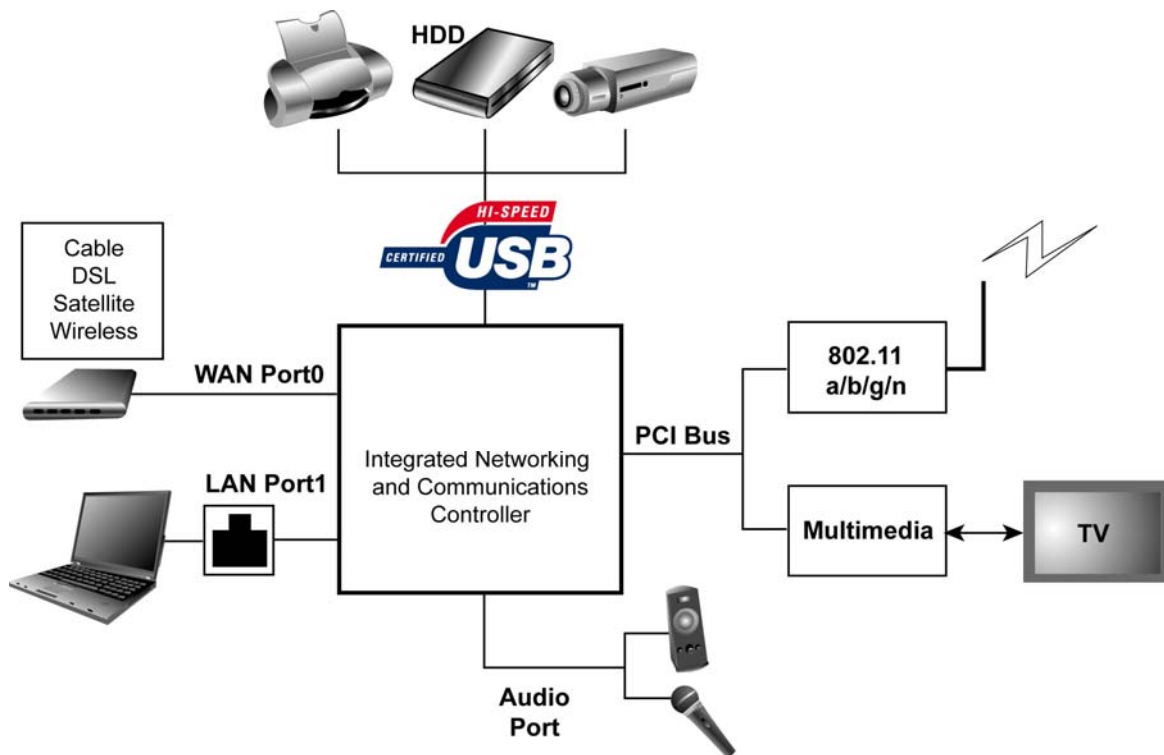 HDD
HI-SPEED
CERTIFIED
USB
TM
Cable
DSL
Satellite
Wireless
WAN Port0
LAN Port1
Integrated Networking
and Communications
Controller
PCI Bus
802.11
a/b/g/n
Multimedia
TV
Audio
Port